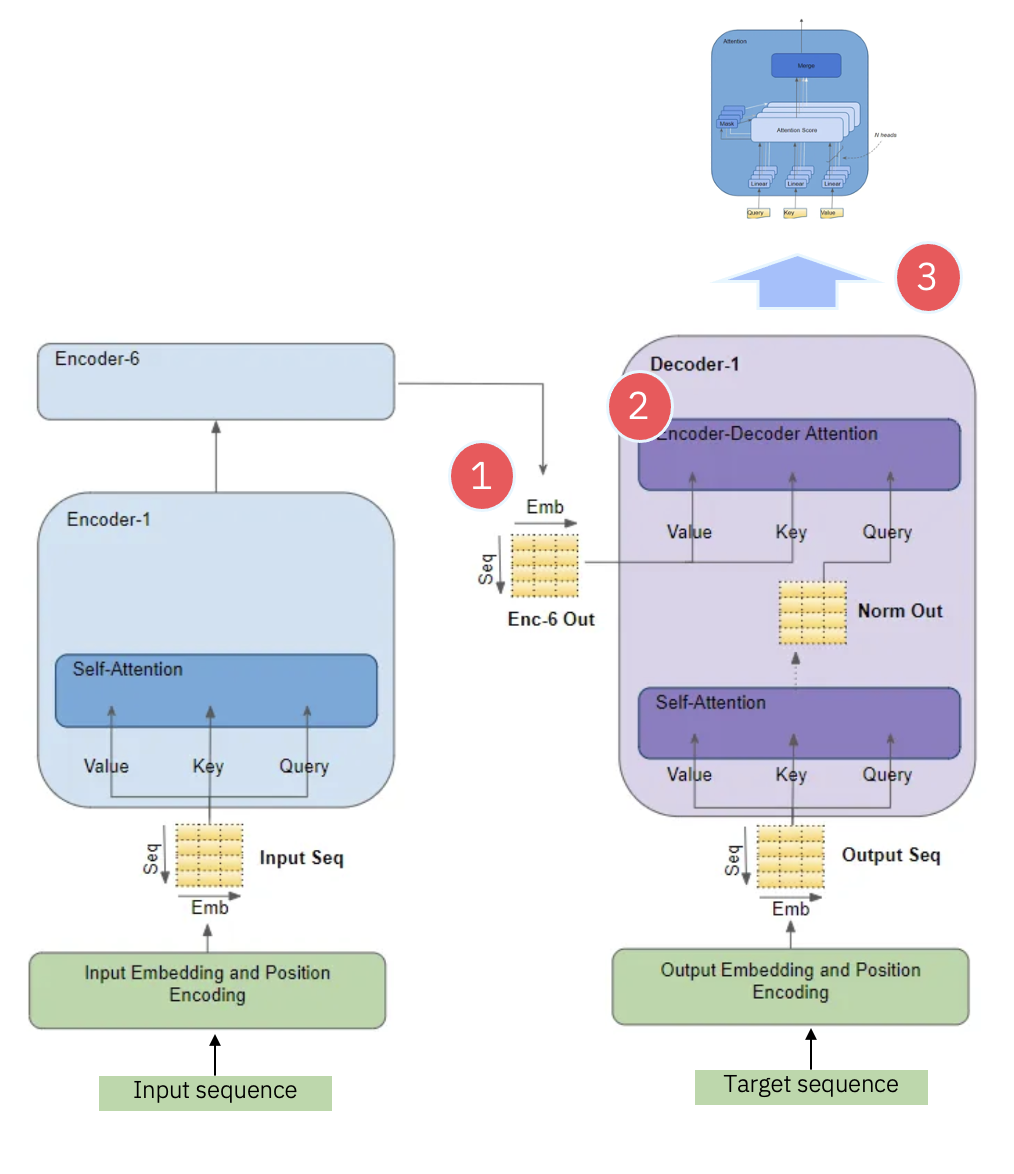 Attention
Merge
Mask
Attention Score
N heads
Linear
Linear
Linear
Query
Key
Value
3
Encoder-6
Decoder-1
2
Encoder-Decoder Attention
1
Emb
Seq
Enc-6 Out
Value
Key
Query
Norm Out
Encoder-1
Self-Attention
Value
Key
Query
Self-Attention
Value
Key
Query
Seq
Input Seq
Emb
Seq
Output Seq
Emb
Input Embedding and Position
Encoding
Output Embedding and Position
Encoding
Input sequence
Target sequence